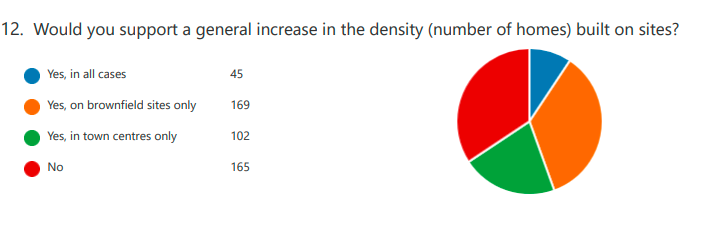 12. Would you support a general increase in the density (number of homes) built on sites?
Yes, in all cases 45
Yes, on brownfield sites only 169
Yes, in town centres only 102
No 165